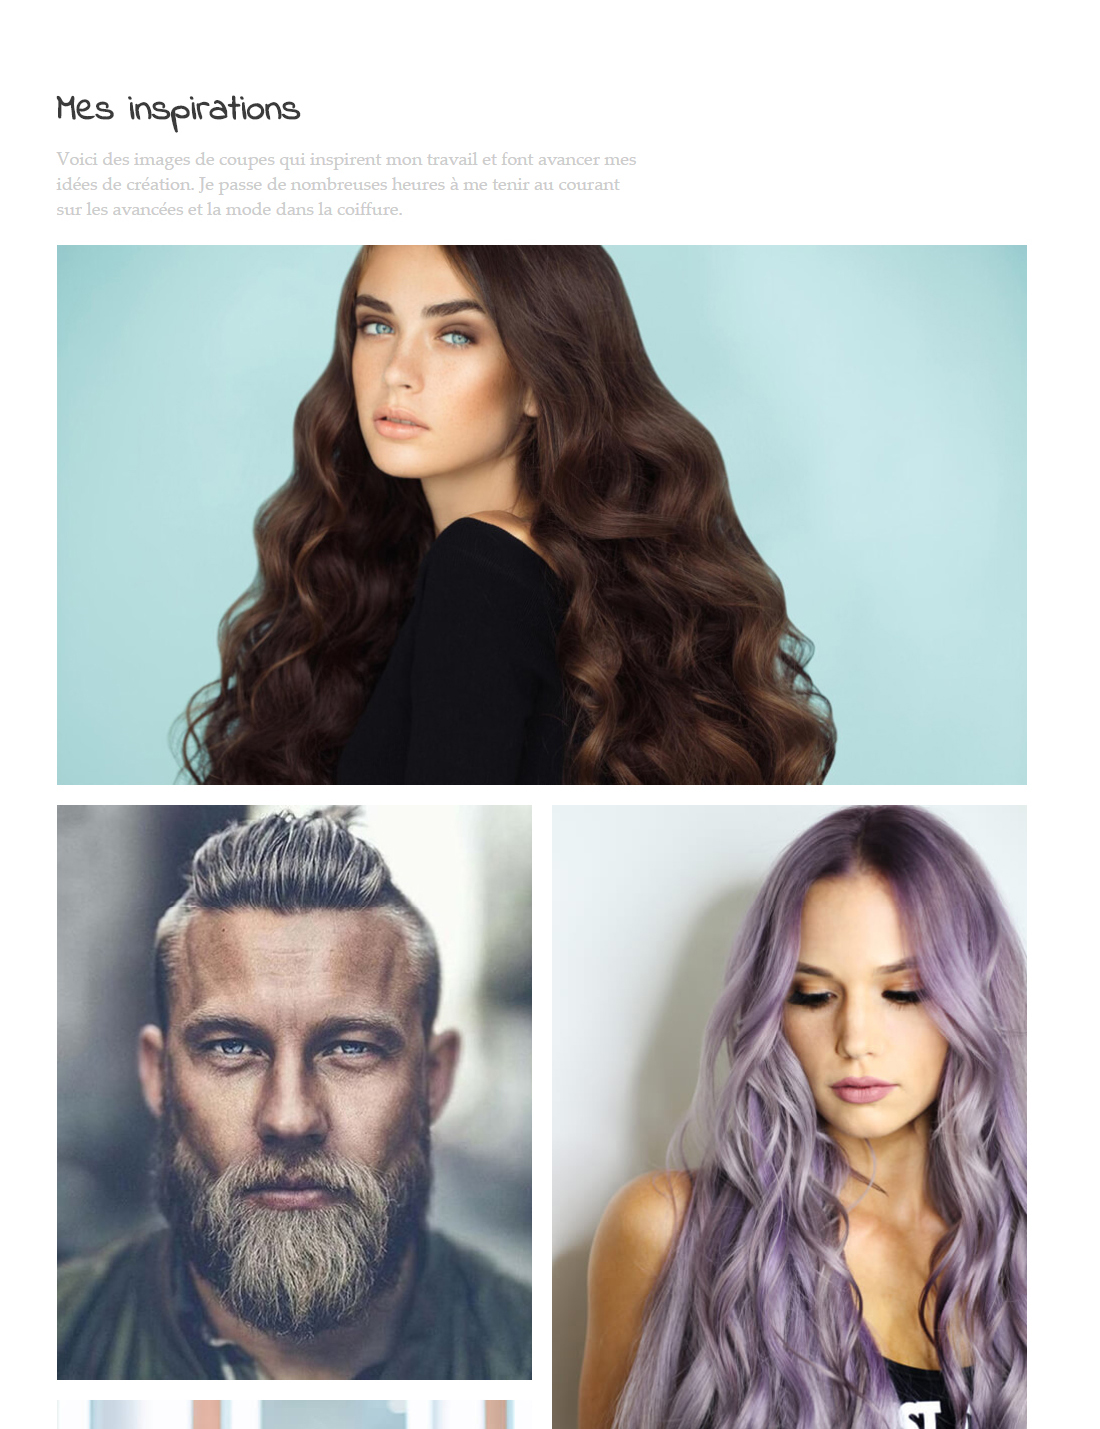 Mes inspirations
Voici des images de coupes qui inspirent mon travail et font avancer mes
idées de création. Je passe de nombreuses heures à me tenir au courant
sur les avancées et la mode dans la coiffure.